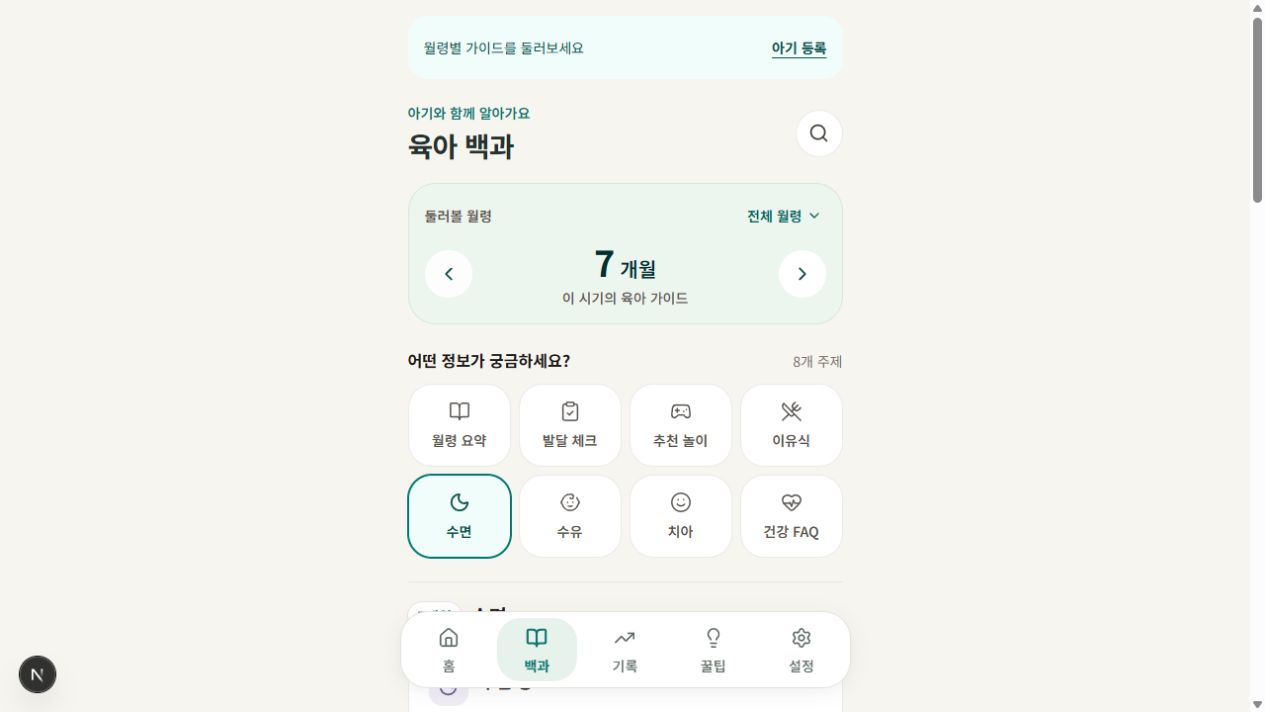 월령별 가이드를 둘러보세요
아기 등록
아기와 함께 알아가요
육아 백과
둘러볼 월령
전체 월령
7 개월
이 시기의 육아 가이드
어떤 정보가 궁금하세요?
8개 주제
월령 요약
발달 체크
추천 놀이
이유식
수면
수유
치아
건강 FAQ
홈
백과
기록
꿀팁
설정
N